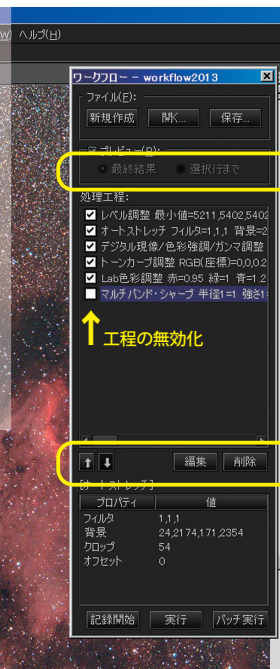 W) ヘルプ(H)
ワークフロー – workflow2013
ファイル(F):
新規作成 開く... 保存...
プレビュー(P):
最終結果 選択行まで
処理工程:
レベル調整 最小値=5211,5402,5402
オートストレッチ フィルタ=1,1,1 背景=2
デジタル現像/色彩強調/ガンマ調整
トーンカーブ調整 RGB(座標)=0,0,0.2
Lab色彩調整 赤=0.95 緑=1 青=1.2
マルチバンド・シャープ 半径1=1 強さ1
工程の無効化
編集 削除
[オートストレッチ]
プロパティ 値
フィルタ 1,1,1
背景 24,2174,171,2354
クロップ 54
オフセット 0
記録開始 実行 バッチ実行